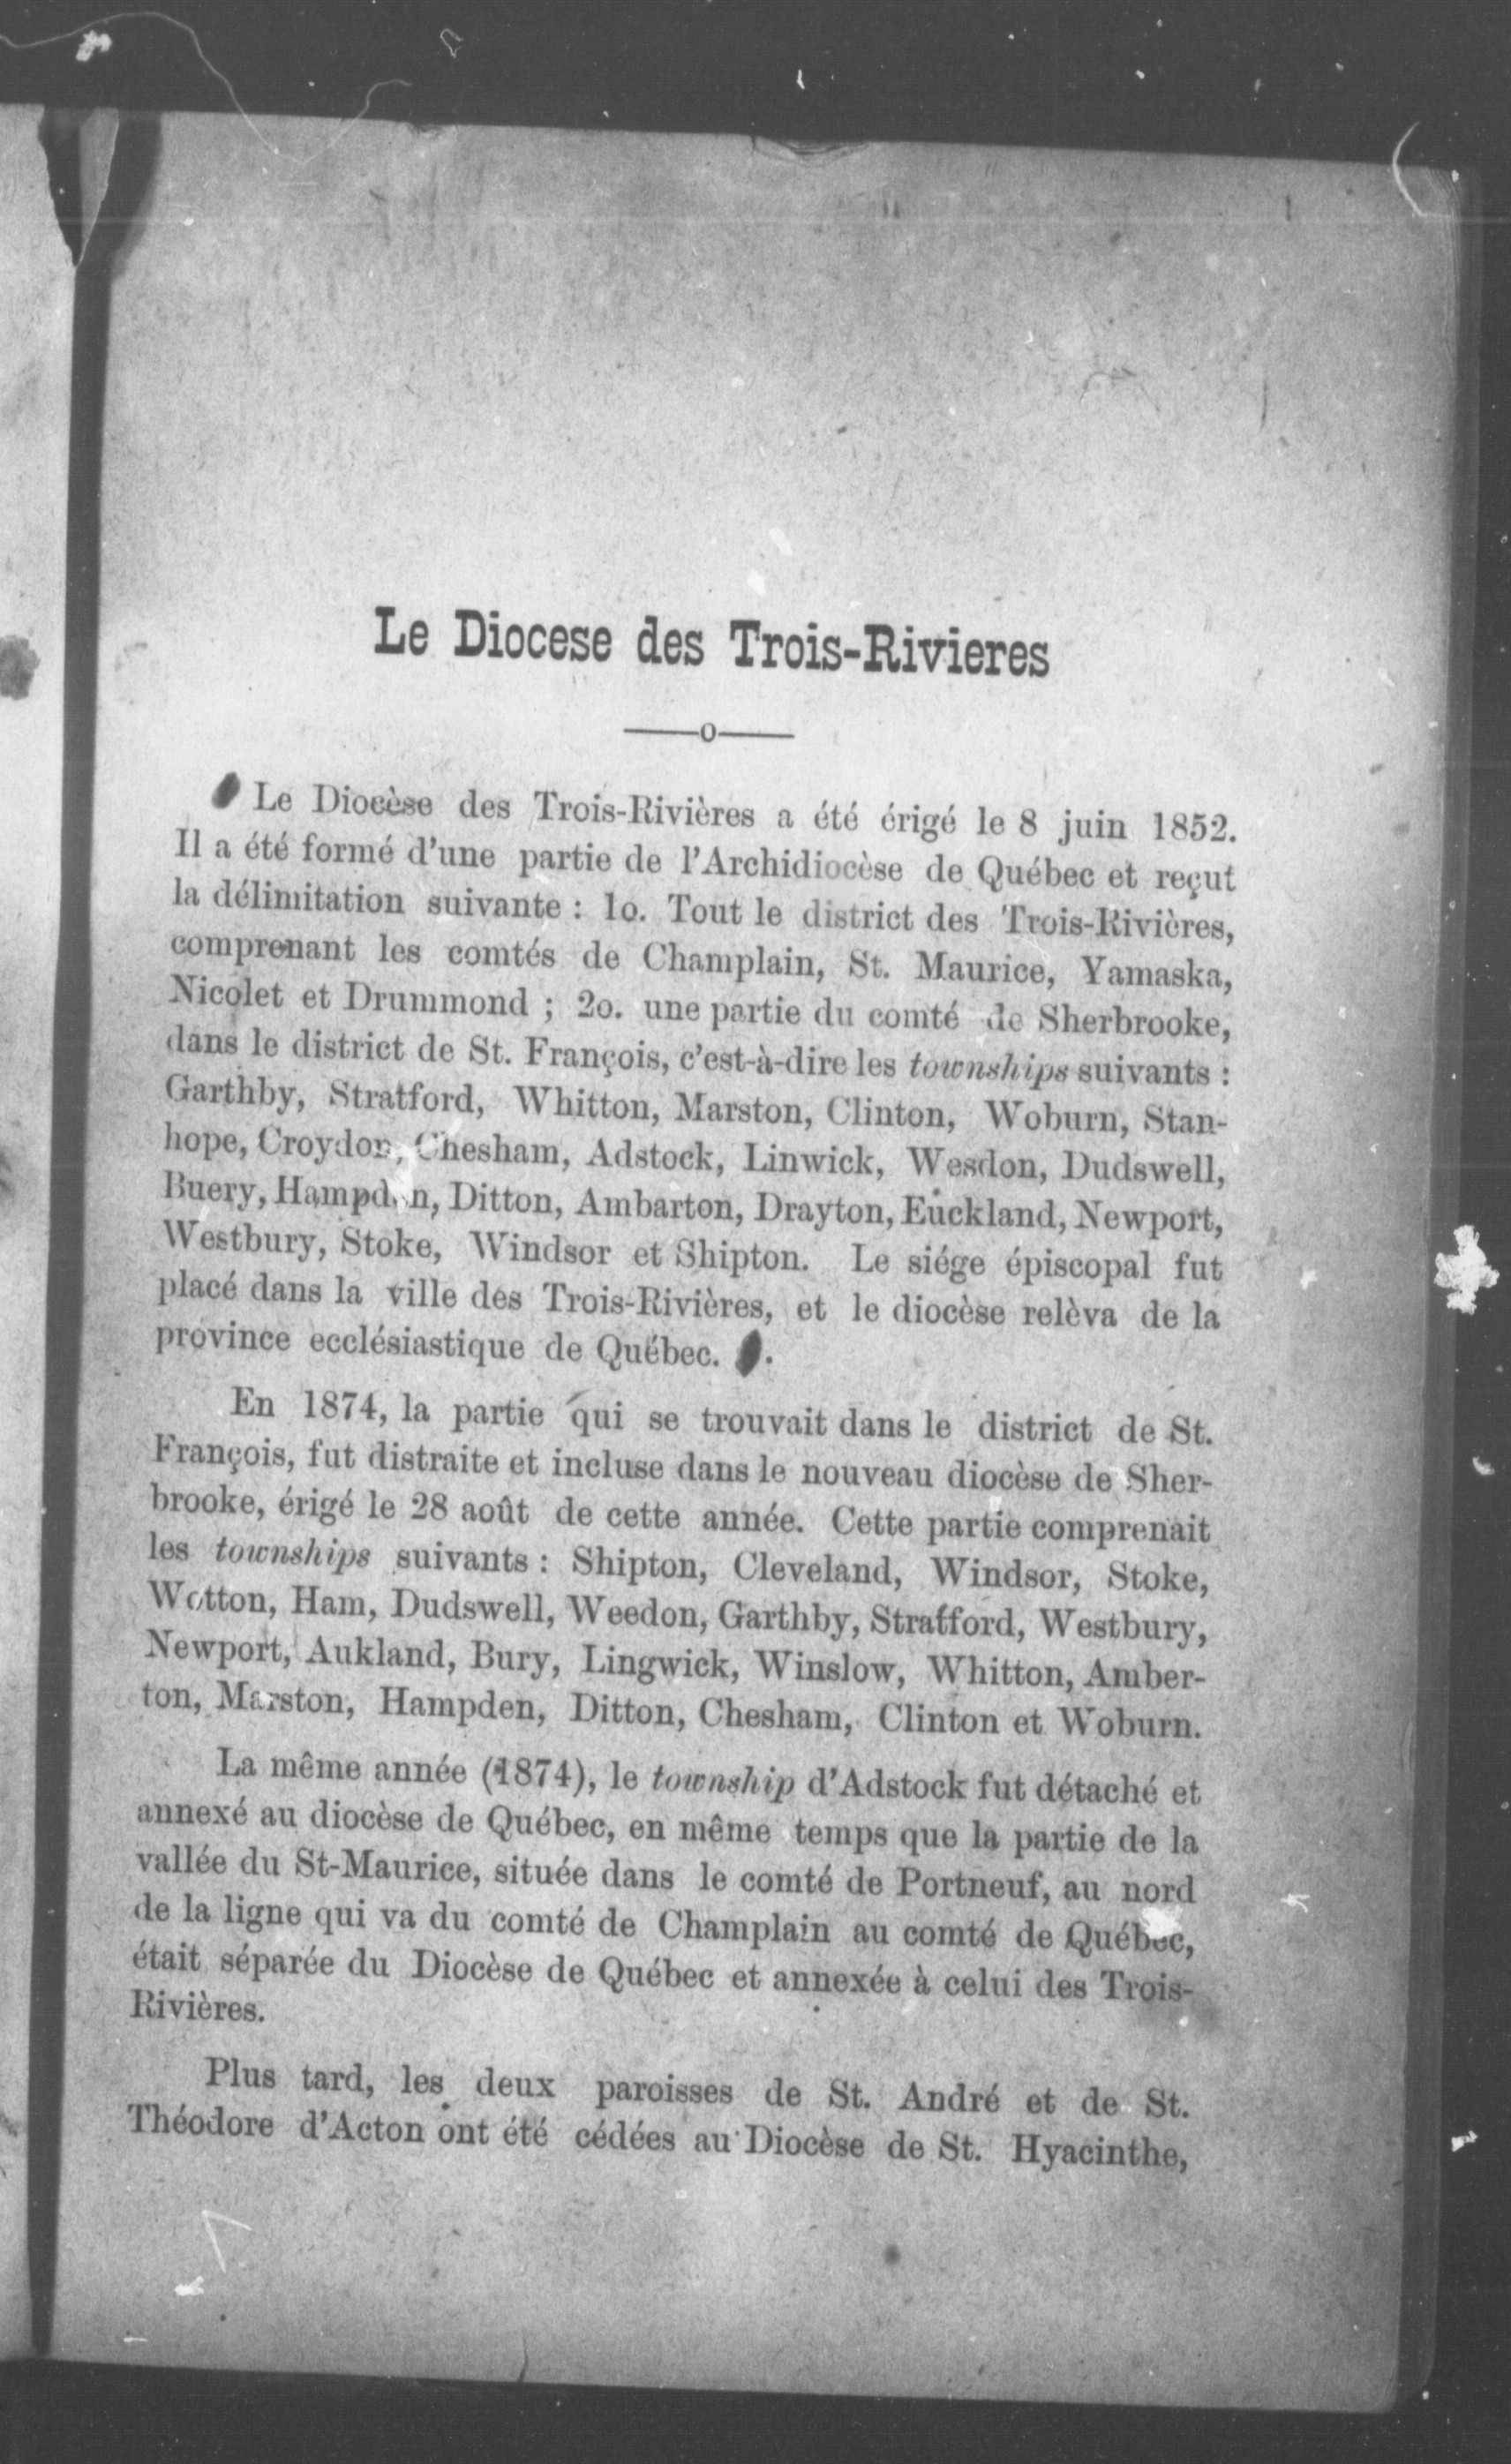 Le Diocese des Trois-Rivieres
——o——
Le Diocèse des Trois-Rivières a été érigé le 8 juin 1852.
Il a été formé d'une partie de l'Archidiocèse de Québec et reçut
la délimitation suivante : 1o. Tout le district des Trois-Rivières,
comprenant les comtés de Champlain, St. Maurice, Yamaska,
Nicolet et Drummond ; 2o. une partie du comté de Sherbrooke,
dans le district de St. François, c'est-à-dire les townships suivants :
Garthby, Stratford, Whitton, Marston, Clinton, Woburn, Stan-
hope, Croydon, Chesham, Adstock, Linwick, Wesdon, Dudswell,
Buery, Hampden, Ditton, Ambarton, Drayton, Euckland, Newport,
Westbury, Stoke, Windsor et Shipton. Le siége épiscopal fut
placé dans la ville des Trois-Rivières, et le diocèse relèva de la
province ecclésiastique de Québec.
En 1874, la partie qui se trouvait dans le district de St.
François, fut distraite et incluse dans le nouveau diocèse de Sher-
brooke, érigé le 28 août de cette année. Cette partie comprenait
les townships suivants : Shipton, Cleveland, Windsor, Stoke,
Wotton, Ham, Dudswell, Weedon, Garthby, Stratford, Westbury,
Newport, Aukland, Bury, Lingwick, Winslow, Whitton, Amber-
ton, Marston, Hampden, Ditton, Chesham, Clinton et Woburn.
La même année (1874), le township d'Adstock fut détaché et
annexé au diocèse de Québec, en même temps que la partie de la
vallée du St-Maurice, située dans le comté de Portneuf, au nord
de la ligne qui va du comté de Champlain au comté de Québec,
était séparée du Diocèse de Québec et annexée à celui des Trois-
Rivières.
Plus tard, les deux paroisses de St. André et de St.
Théodore d'Acton ont été cédées au Diocèse de St. Hyacinthe,